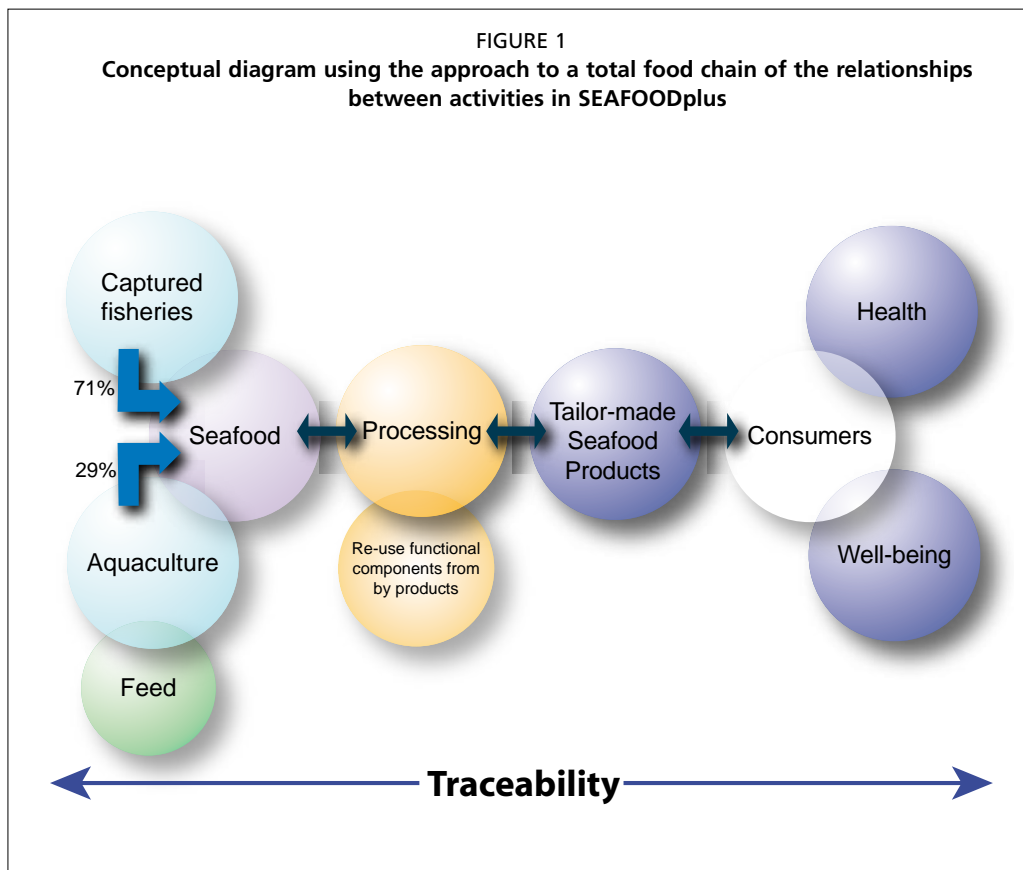 FIGURE 1
Conceptual diagram using the approach to a total food chain of the relationships
between activities in SEAFOODplus
Captured
fisheries
71%
Seafood
29%
Aquaculture
Feed
Processing
Re-use functional
components from
by products
Tailor-made
Seafood
Products
Consumers
Health
Well-being
Traceability